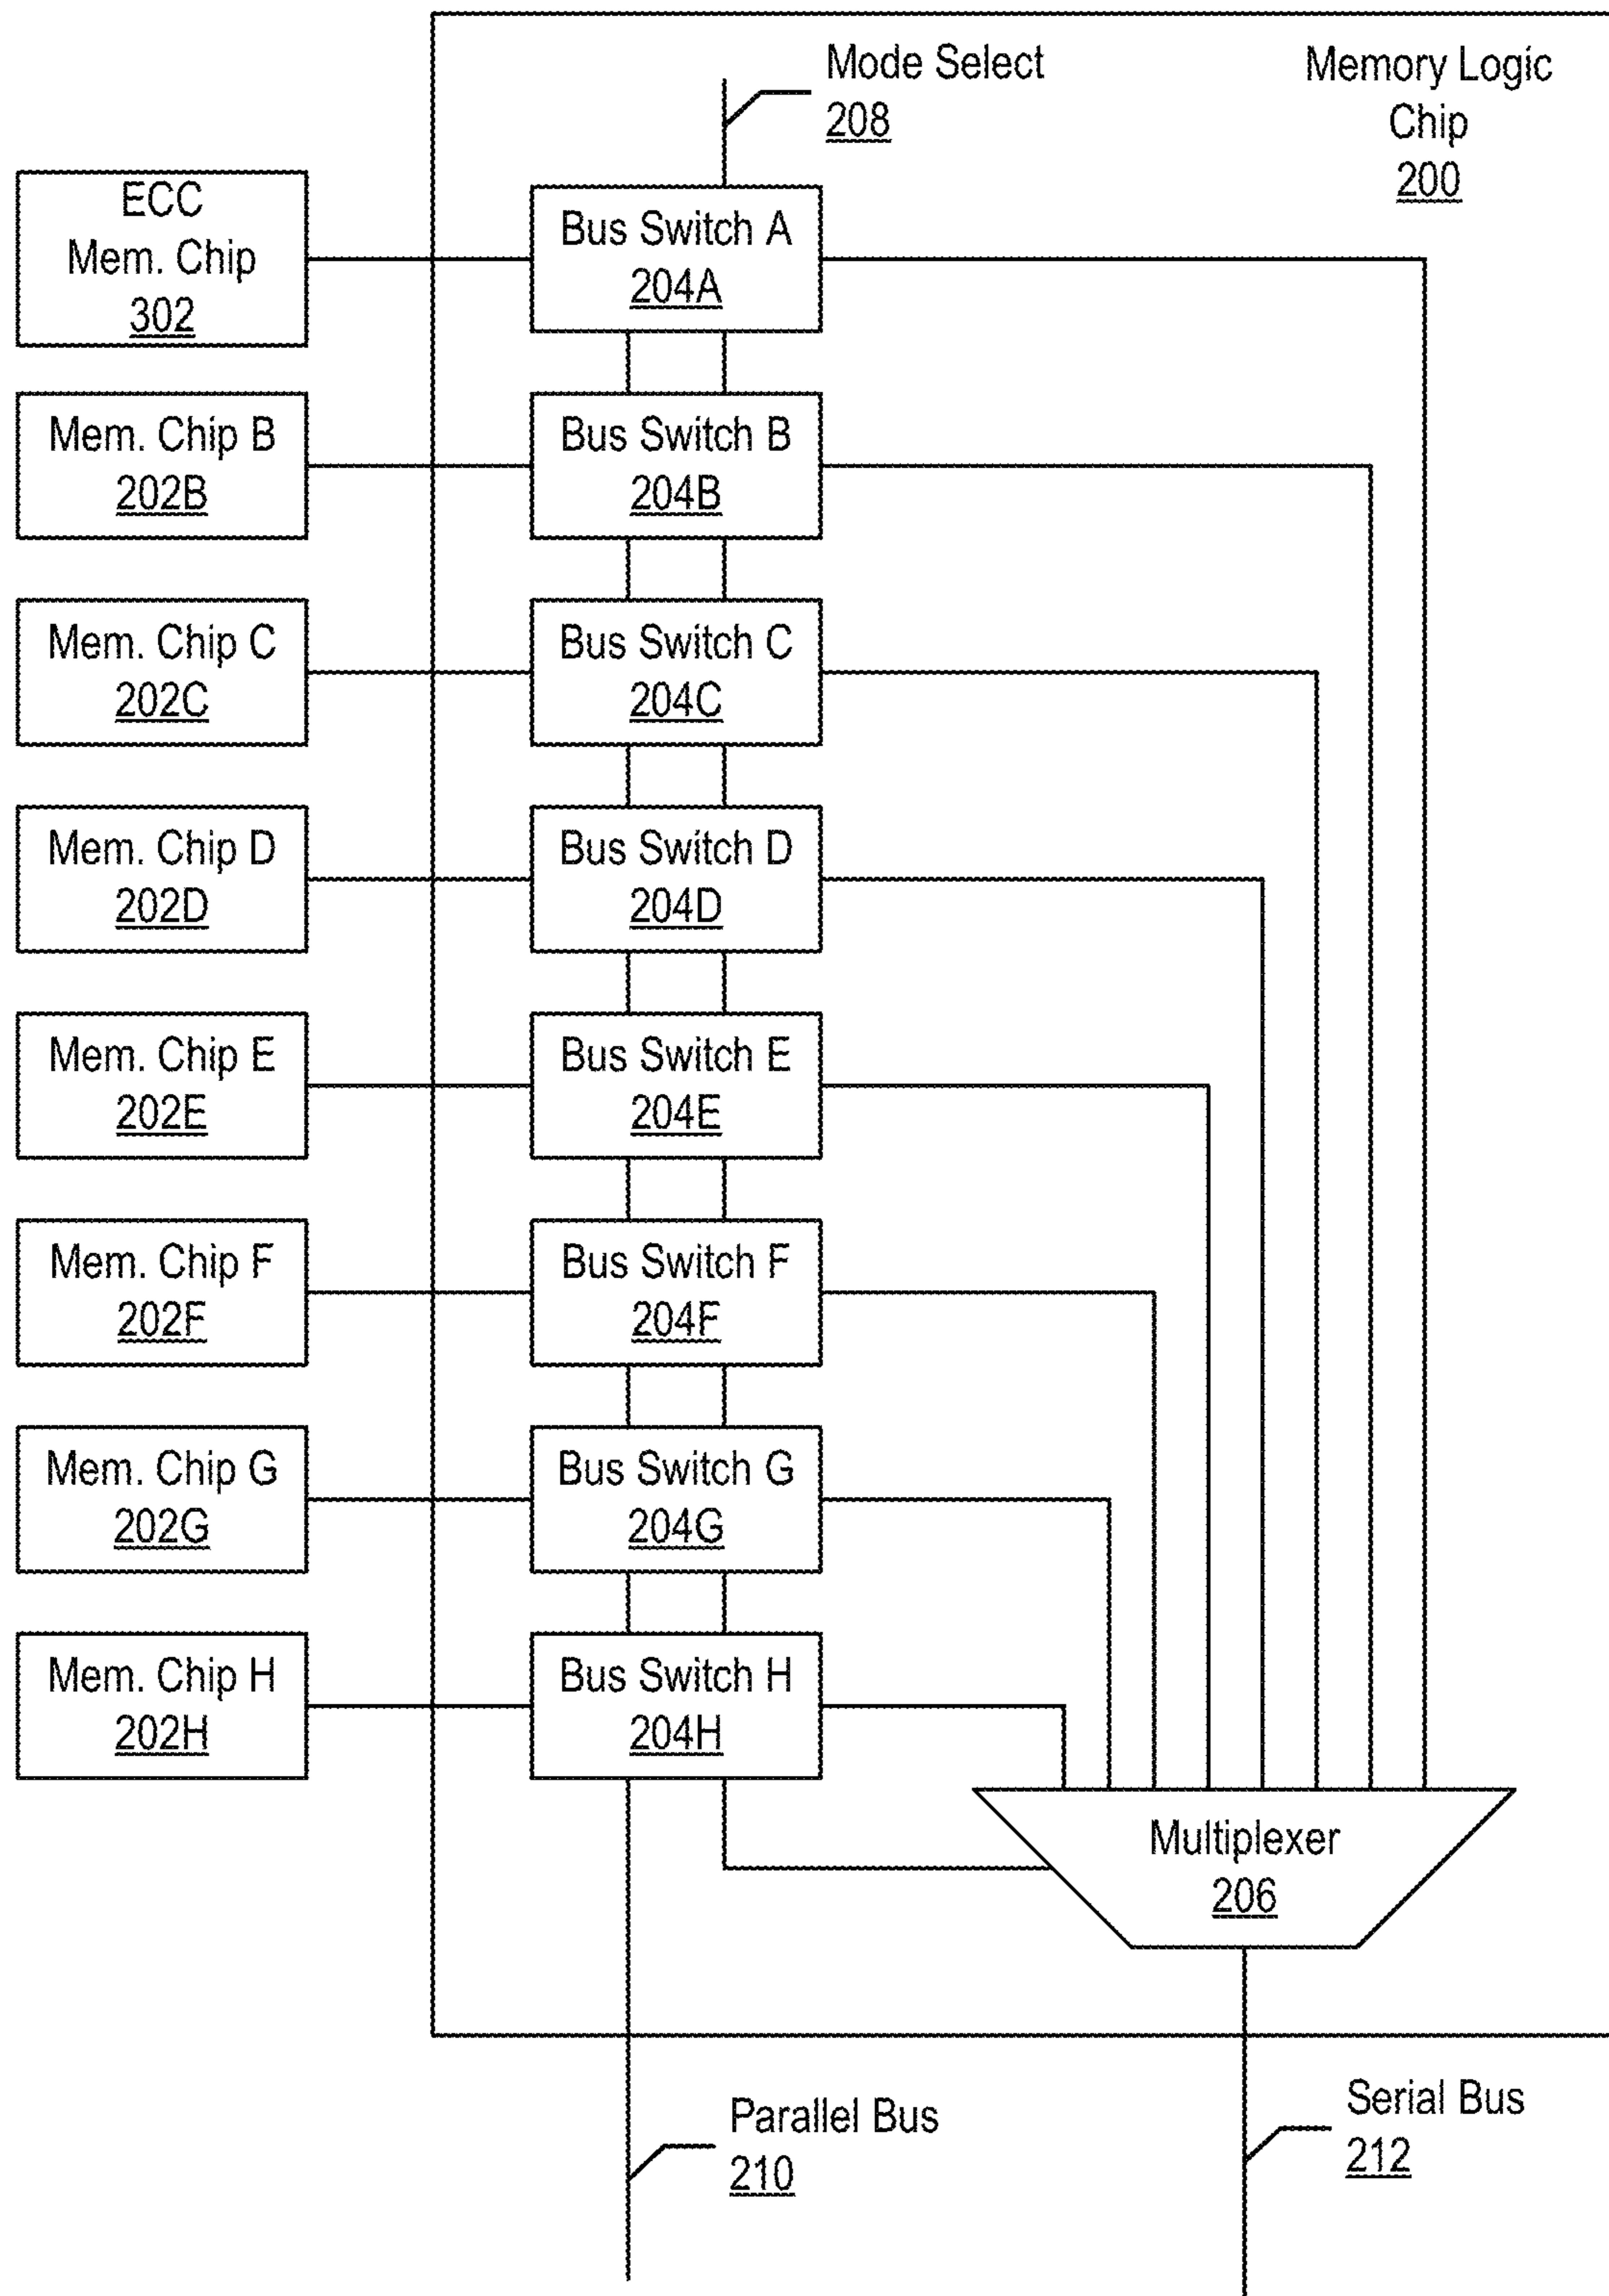 Mode Select
208
Memory Logic
Chip
200
ECC
Mem. Chip
302
Bus Switch A
204A
Mem. Chip B
202B
Bus Switch B
204B
Mem. Chip C
202C
Bus Switch C
204C
Mem. Chip D
202D
Bus Switch D
204D
Mem. Chip E
202E
Bus Switch E
204E
Mem. Chip F
202F
Bus Switch F
204F
Mem. Chip G
202G
Bus Switch G
204G
Mem. Chip H
202H
Bus Switch H
204H
Multiplexer
206
Parallel Bus
210
Serial Bus
212